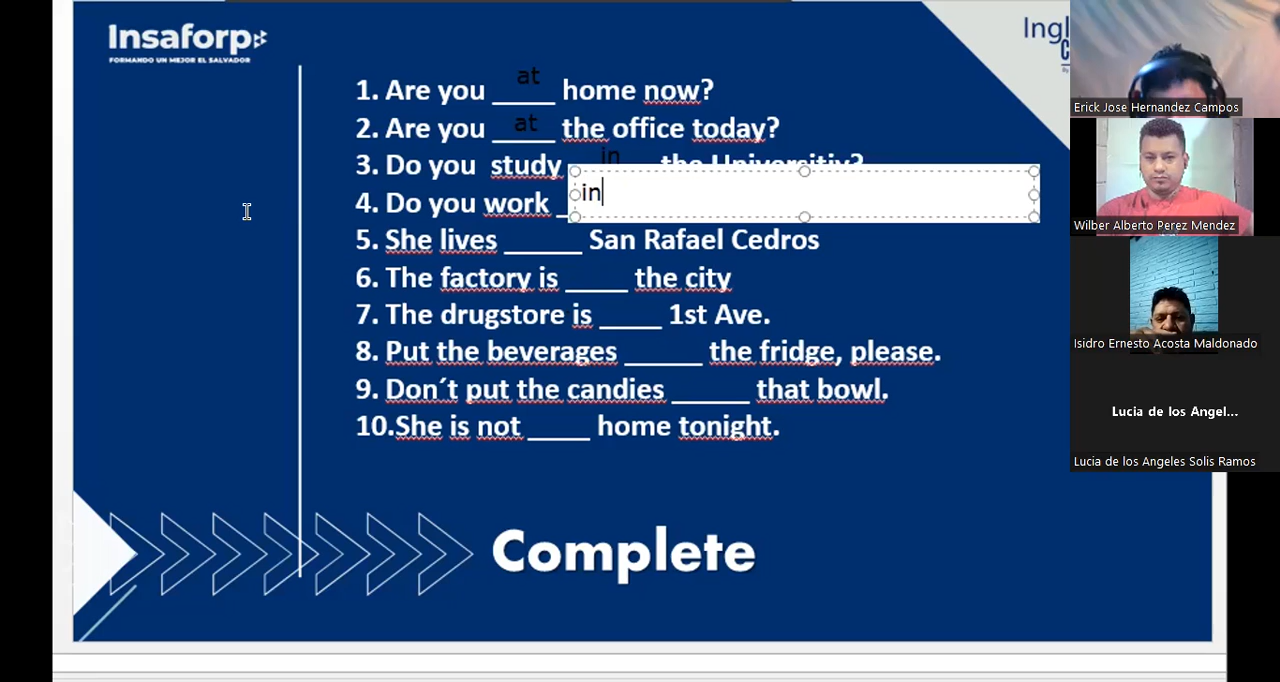 Insaforp
FORMANDO UN MEJOR EL SALVADOR
Ingl
1. Are you at home now?
2. Are you at the office today?
3. Do you study in the Universitiy?
4. Do you work in
5. She lives ______ San Rafael Cedros
6. The factory is _____ the city
7. The drugstore is _____ 1st Ave.
8. Put the beverages ______ the fridge, please.
9. Don´t put the candies ______ that bowl.
10.She is not _____ home tonight.
Complete
Erick Jose Hernandez Campos
Wilber Alberto Perez Mendez
Isidro Ernesto Acosta Maldonado
Lucia de los Angel...
Lucia de los Angeles Solis Ramos